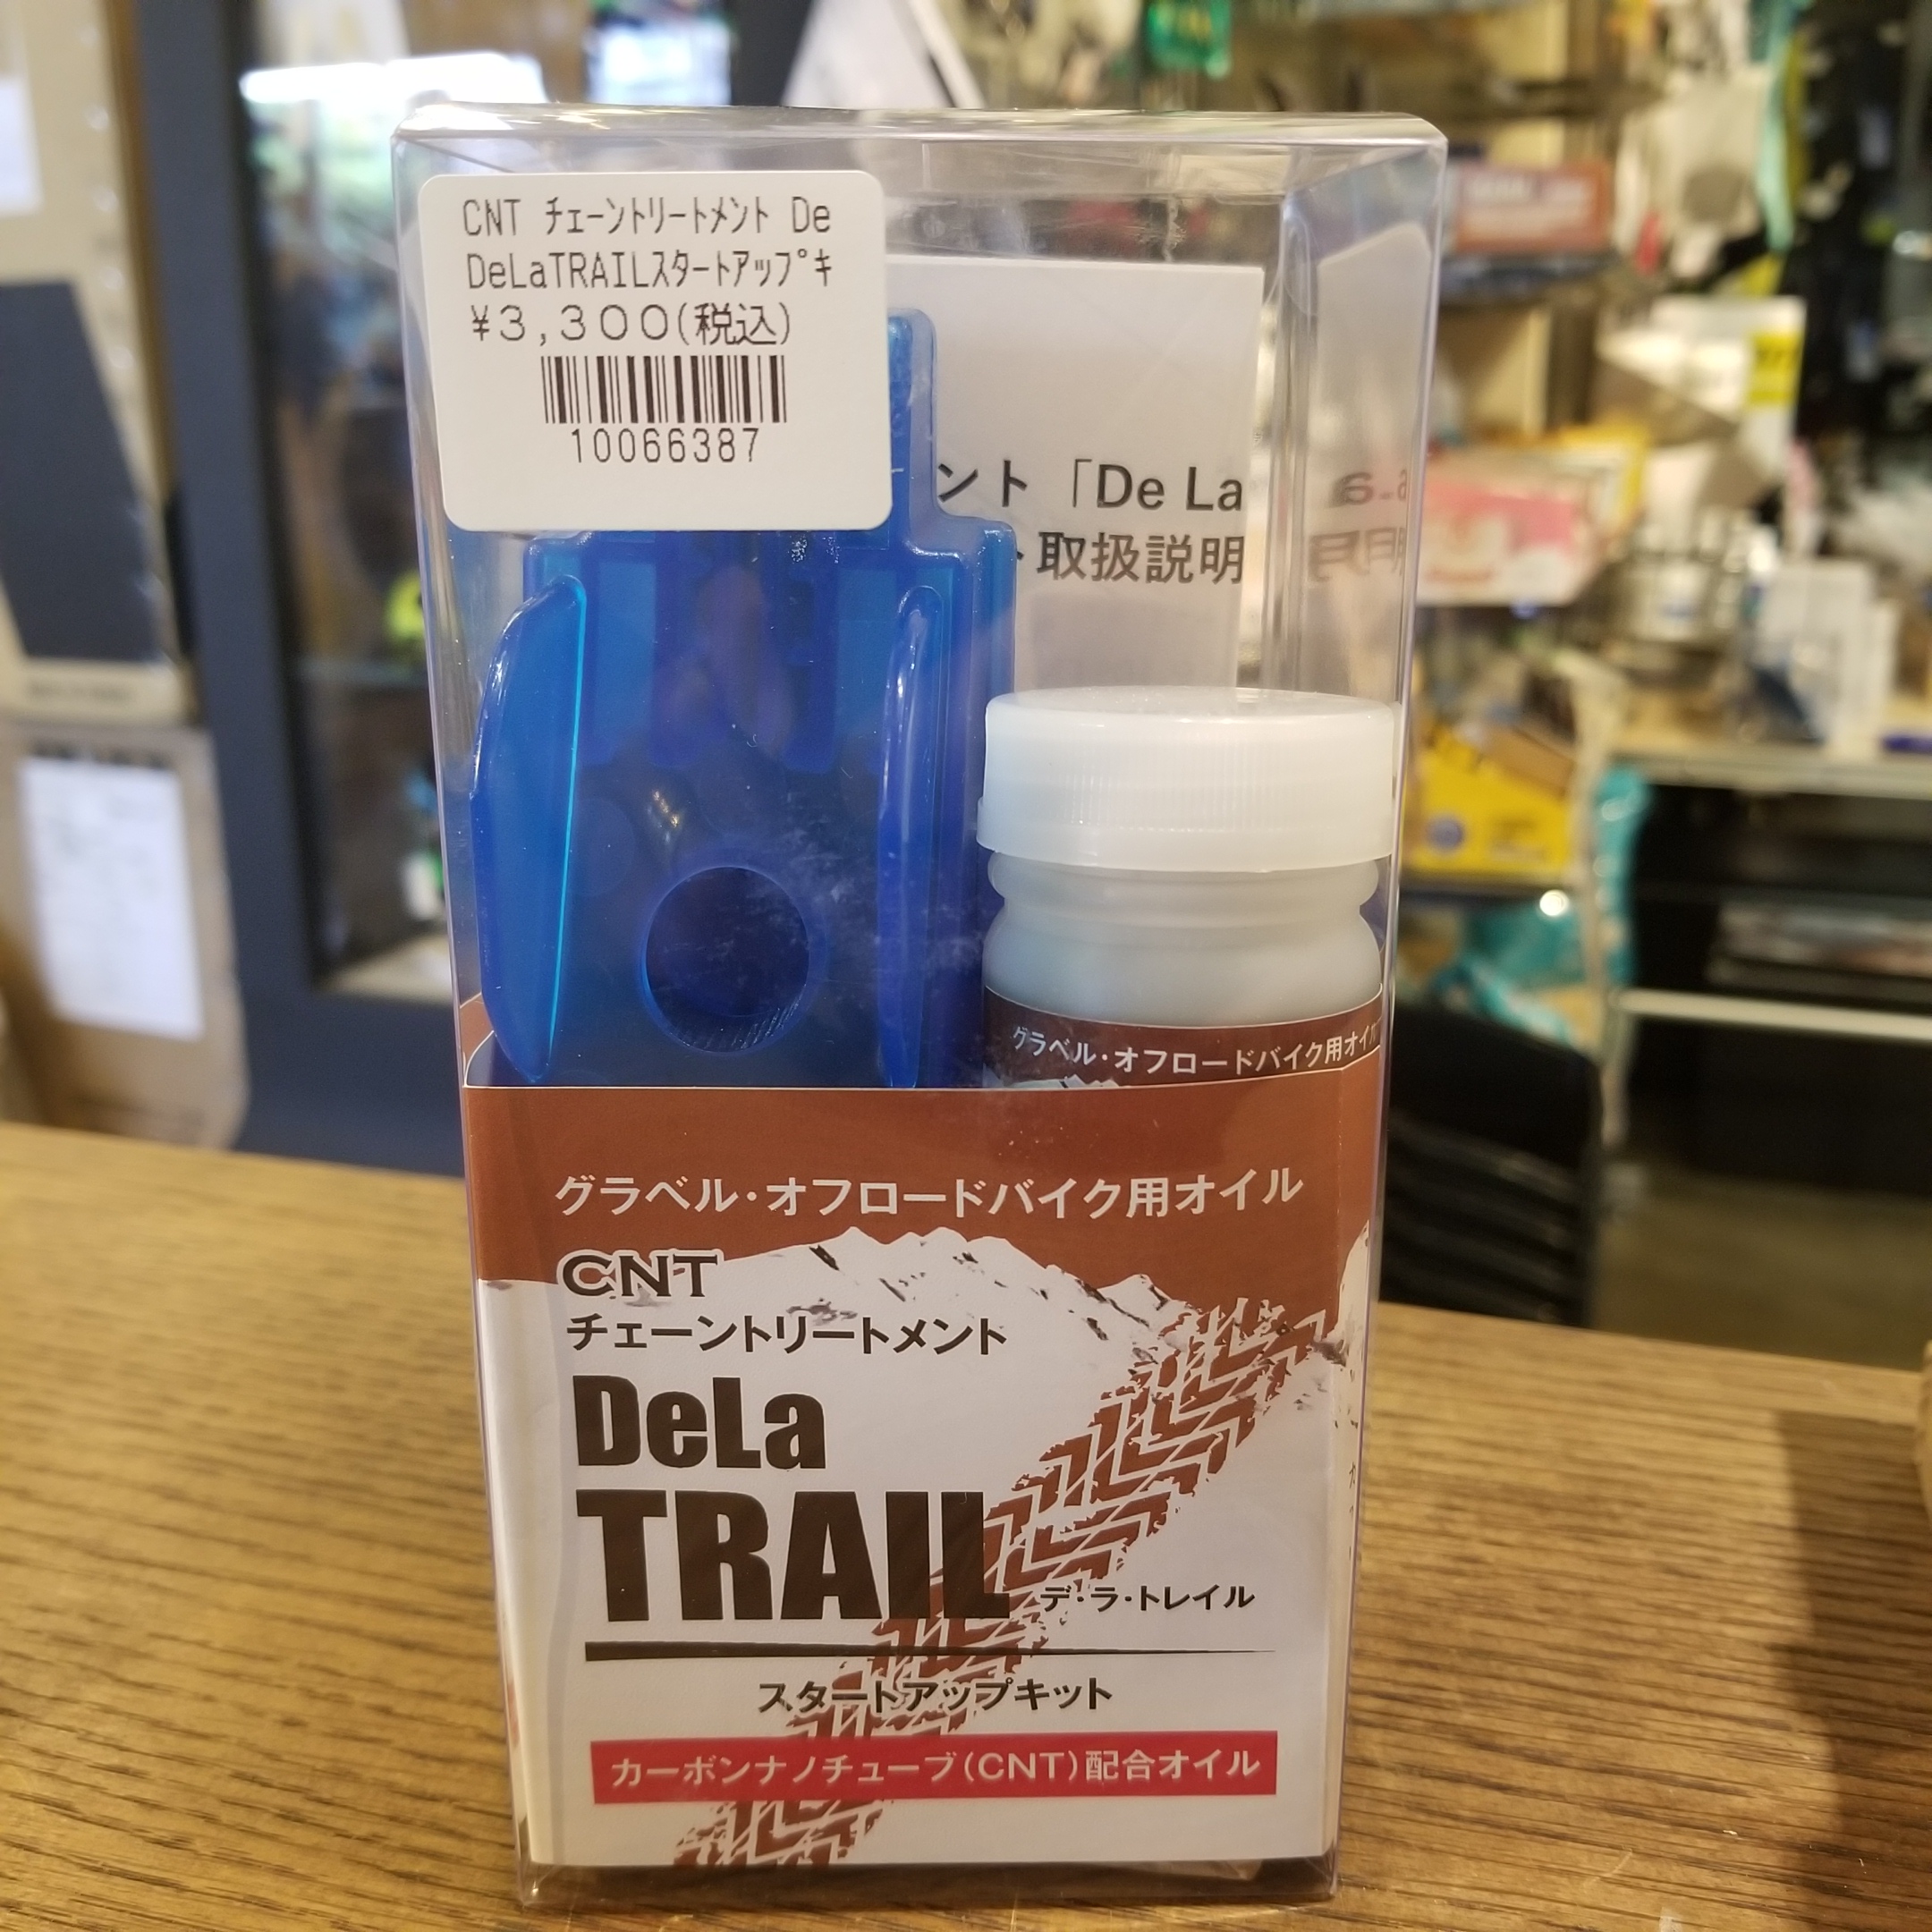 CNT チェーントリートメント De
DeLaTRAILスタートアップキ
¥3,300(税込)
10066387
ント「De La
取扱説明
グラベル・オフロードバイク用オイル
グラベル・オフロードバイク用オイル
CNT
チェーントリートメント
DeLa
TRAIL
デ・ラ・トレイル
スタートアップキット
カーボンナノチューブ(CNT)配合オイル